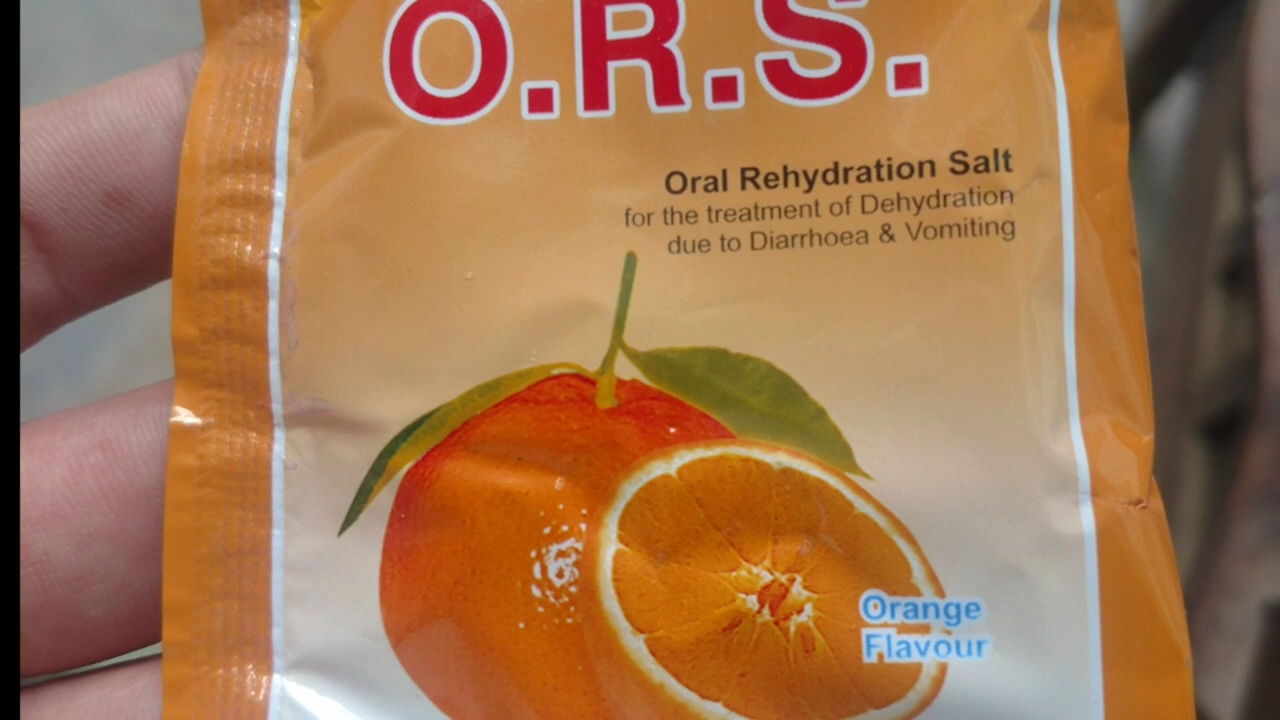 O.R.S.
Oral Rehydration Salt
for the treatment of Dehydration
due to Diarrhoea & Vomiting
Orange
Flavour